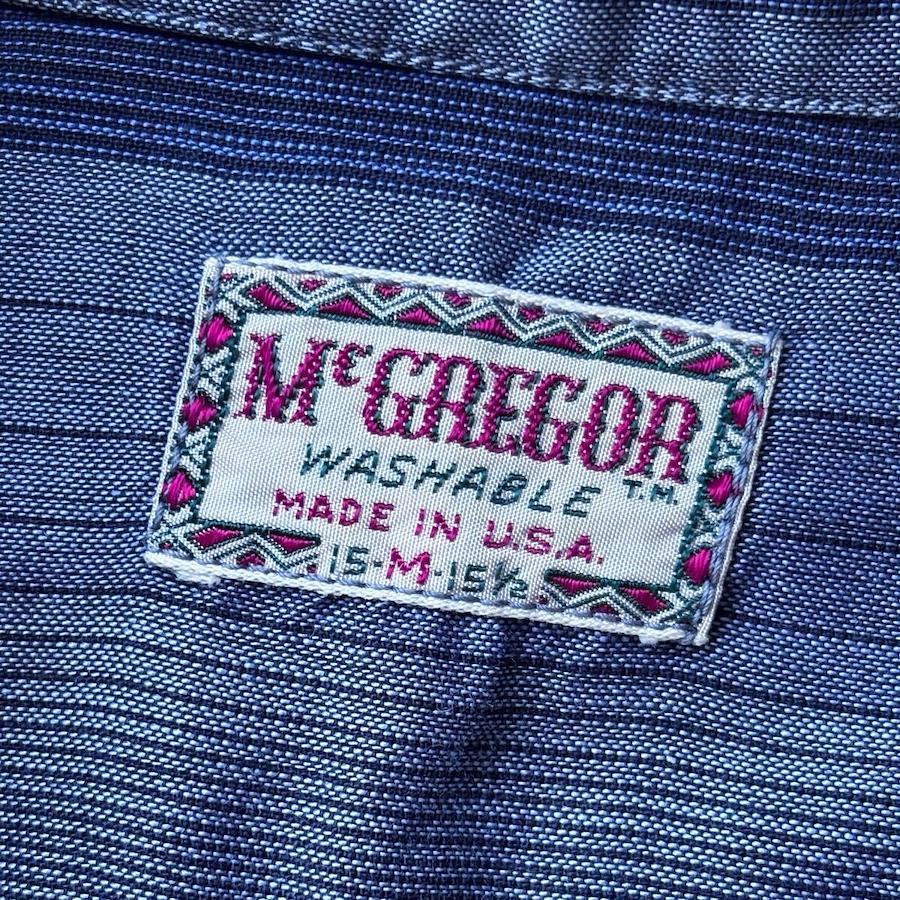 McGREGOR
WASHABLE T.M.
MADE IN U.S.A.
15-M-15½